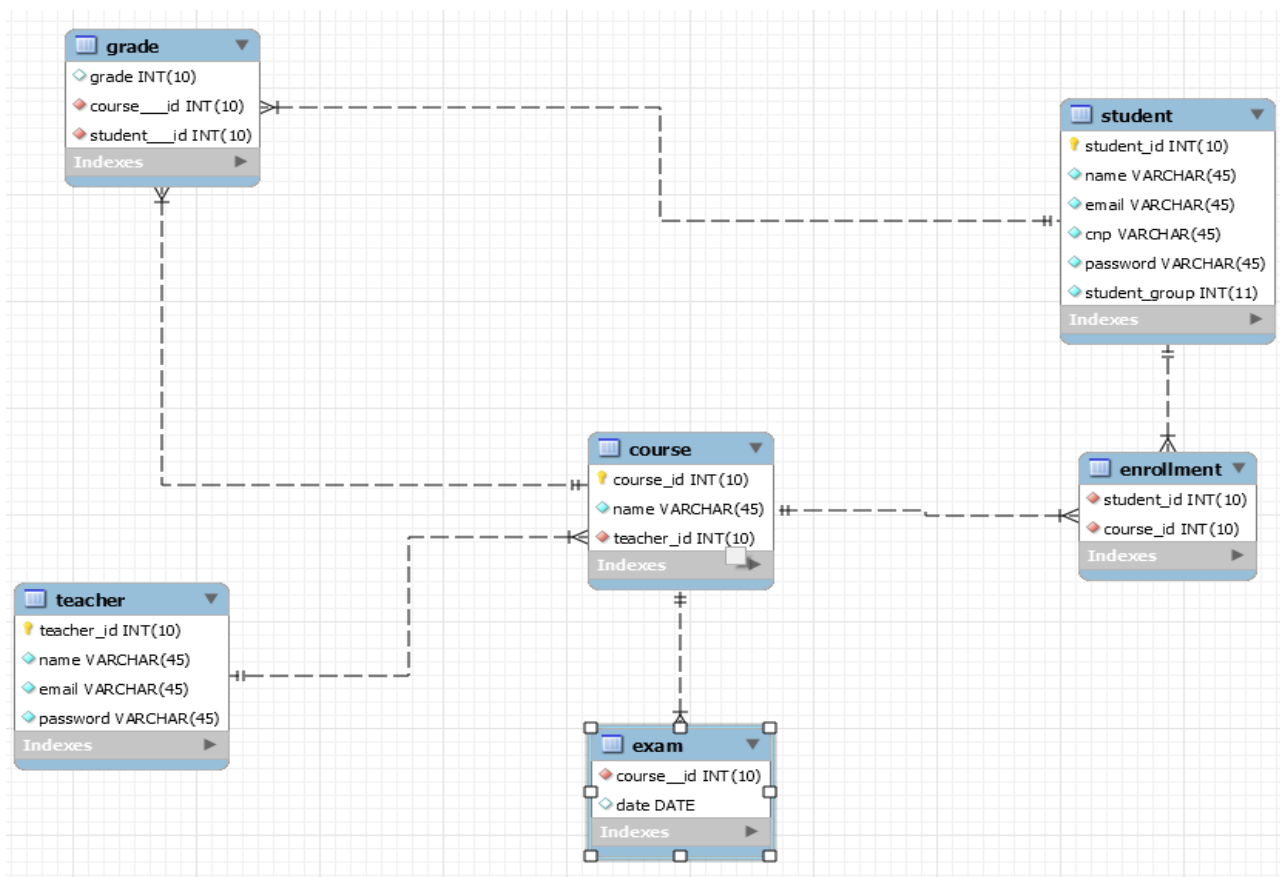 grade
grade INT(10)
course___id INT(10)
student___id INT(10)
Indexes
student
student_id INT(10)
name VARCHAR(45)
email VARCHAR(45)
cnp VARCHAR(45)
password VARCHAR(45)
student_group INT(11)
Indexes
course
course_id INT(10)
name VARCHAR(45)
teacher_id INT(10)
Indexes
enrollment
student_id INT(10)
course_id INT(10)
Indexes
teacher
teacher_id INT(10)
name VARCHAR(45)
email VARCHAR(45)
password VARCHAR(45)
Indexes
exam
course__id INT(10)
date DATE
Indexes